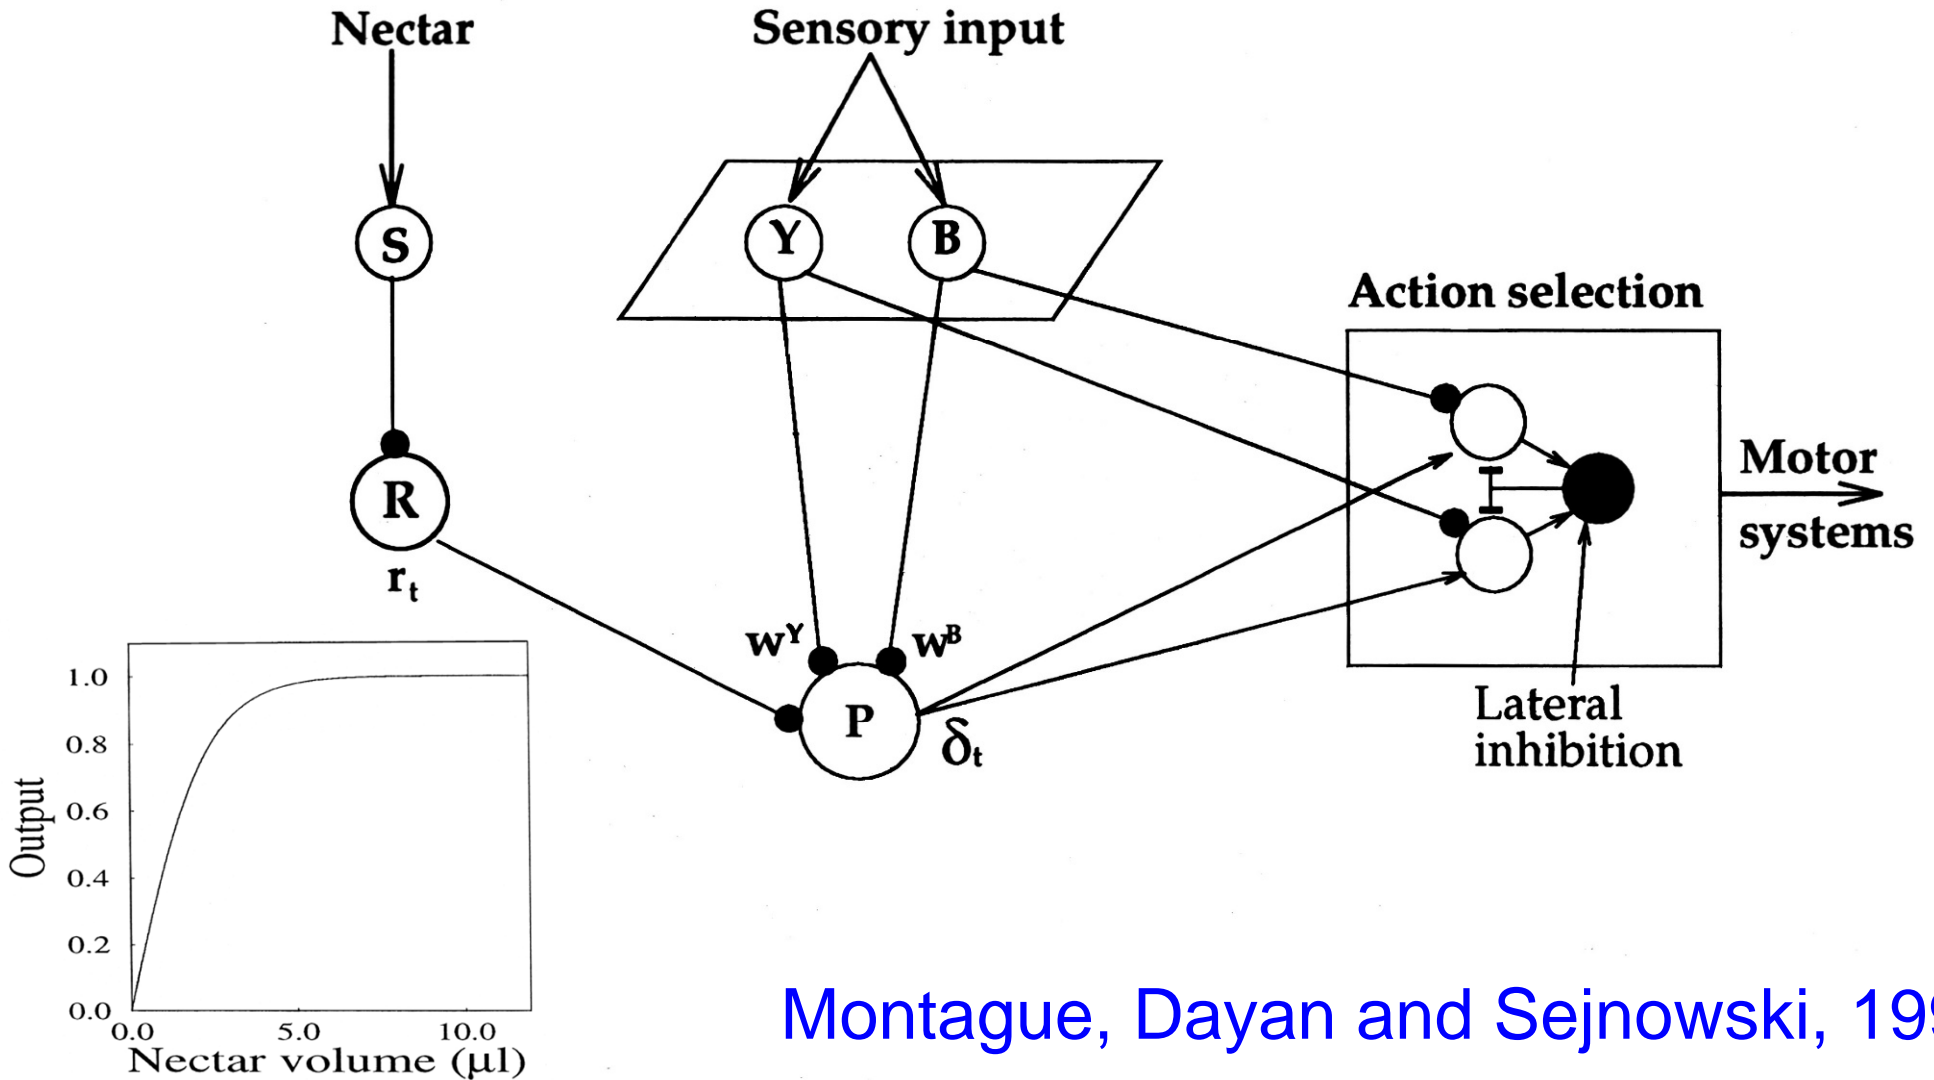 Nectar
Sensory input
S
Y
B
Action selection
Motor
systems
R
r_t
w^Y
w^B
P
δ_t
Lateral
inhibition
1.0
0.8
0.6
0.4
0.2
0.0
Output
0.0 5.0 10.0
Nectar volume (μl)
Montague, Dayan and Sejnowski,